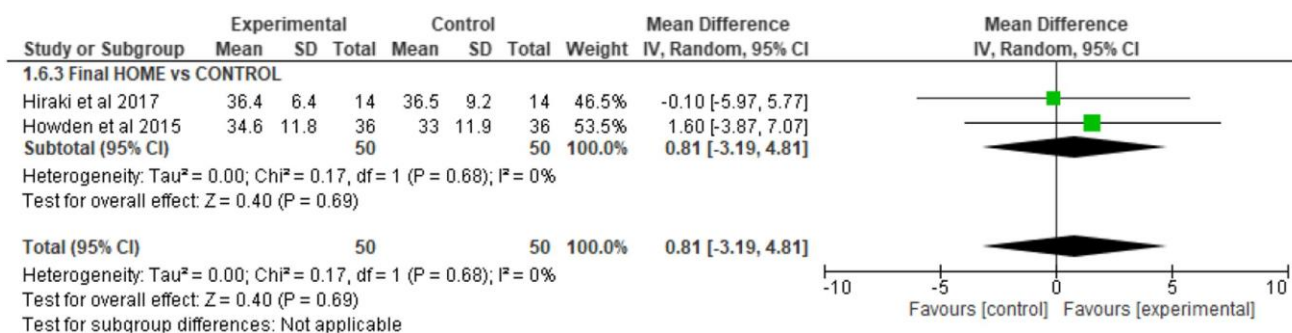 Experimental Control Mean Difference Mean Difference
Study or Subgroup Mean SD Total Mean SD Total Weight IV, Random, 95% CI IV, Random, 95% CI
1.6.3 Final HOME vs CONTROL
Hiraki et al 2017 36.4 6.4 14 36.5 9.2 14 46.5% -0.10 [-5.97, 5.77]
Howden et al 2015 34.6 11.8 36 33 11.9 36 53.5% 1.60 [-3.87, 7.07]
Subtotal (95% CI) 50 50 100.0% 0.81 [-3.19, 4.81]
Heterogeneity: Tau² = 0.00; Chi² = 0.17, df = 1 (P = 0.68); I² = 0%
Test for overall effect: Z = 0.40 (P = 0.69)
Total (95% CI) 50 50 100.0% 0.81 [-3.19, 4.81]
Heterogeneity: Tau² = 0.00; Chi² = 0.17, df = 1 (P = 0.68); I² = 0%
Test for overall effect: Z = 0.40 (P = 0.69)
Test for subgroup differences: Not applicable
-10 -5 0 5 10
Favours [control] Favours [experimental]